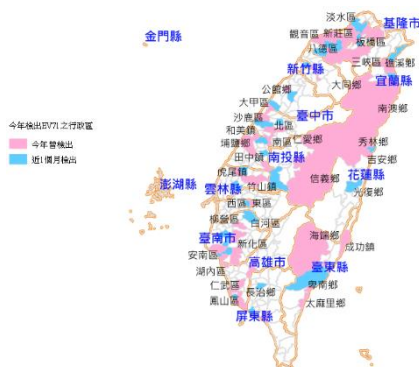 淡水區
基隆市
金門縣
觀音區 新莊區
板橋區
八德區
三峽區 礁溪鄉
新竹縣
大同鄉 宜蘭縣
公館鄉
南澳鄉
大甲區
臺中市
今年檢出EV71之行政區
沙鹿區
北區
和美鎮
秀林鄉
今年曾檢出
埔鹽鄉
南區 仁愛鄉
吉安鄉
近1個月檢出
田中鎮
南投縣
虎尾鎮
信義鄉
花蓮縣
澎湖縣
雲林縣
竹山鎮
光復鄉
西區 東區
柳營區
白河區
臺南市
海端鄉
新化區
成功鎮
安南區
高雄市
臺東縣
湖內區
仁武區
長治鄉
卑南鄉
鳳山區
太麻里鄉
屏東縣